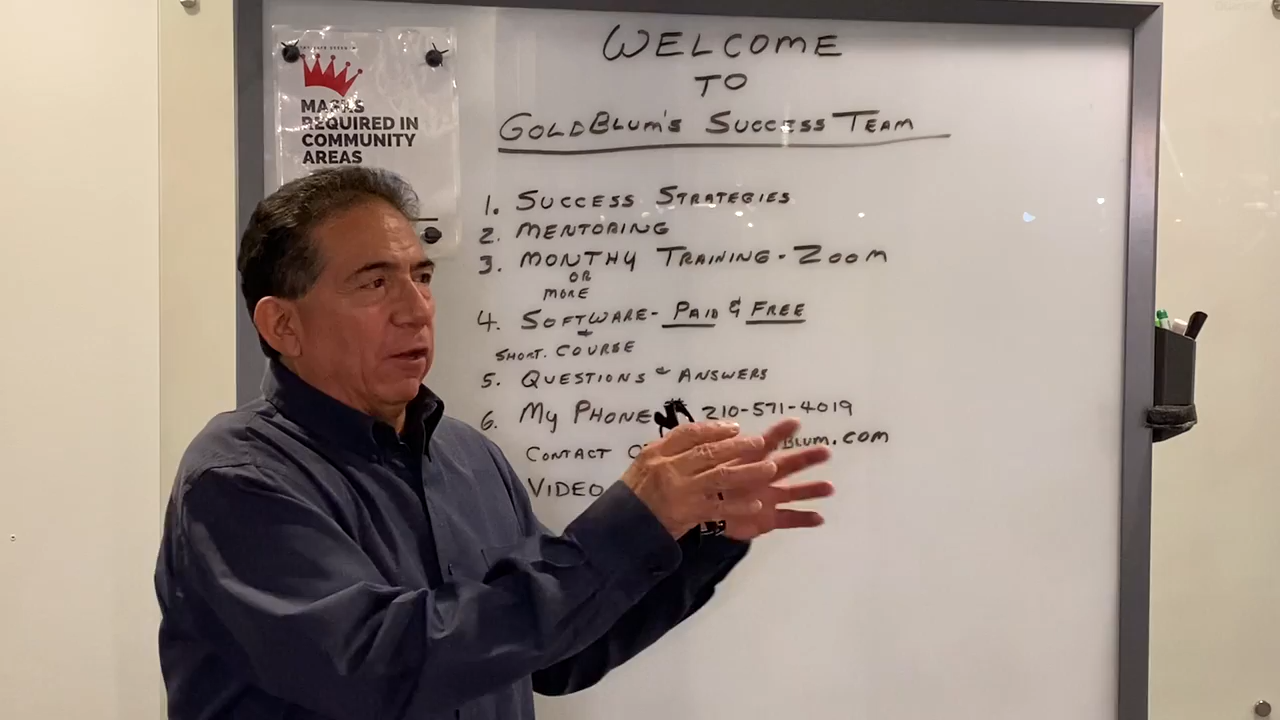 MASKS
REQUIRED IN
COMMUNITY
AREAS
WELCOME
TO
GOLDBLUM'S SUCCESS TEAM
1. SUCCESS STRATEGIES
2. MENTORING
3. MONTHY TRAINING - ZOOM
OR
MORE
4. SOFTWARE - PAID & FREE
&
SHORT. COURSE
5. QUESTIONS & ANSWERS
6. MY PHONE 210-571-4019
CONTACT BLUM.COM
VIDEO